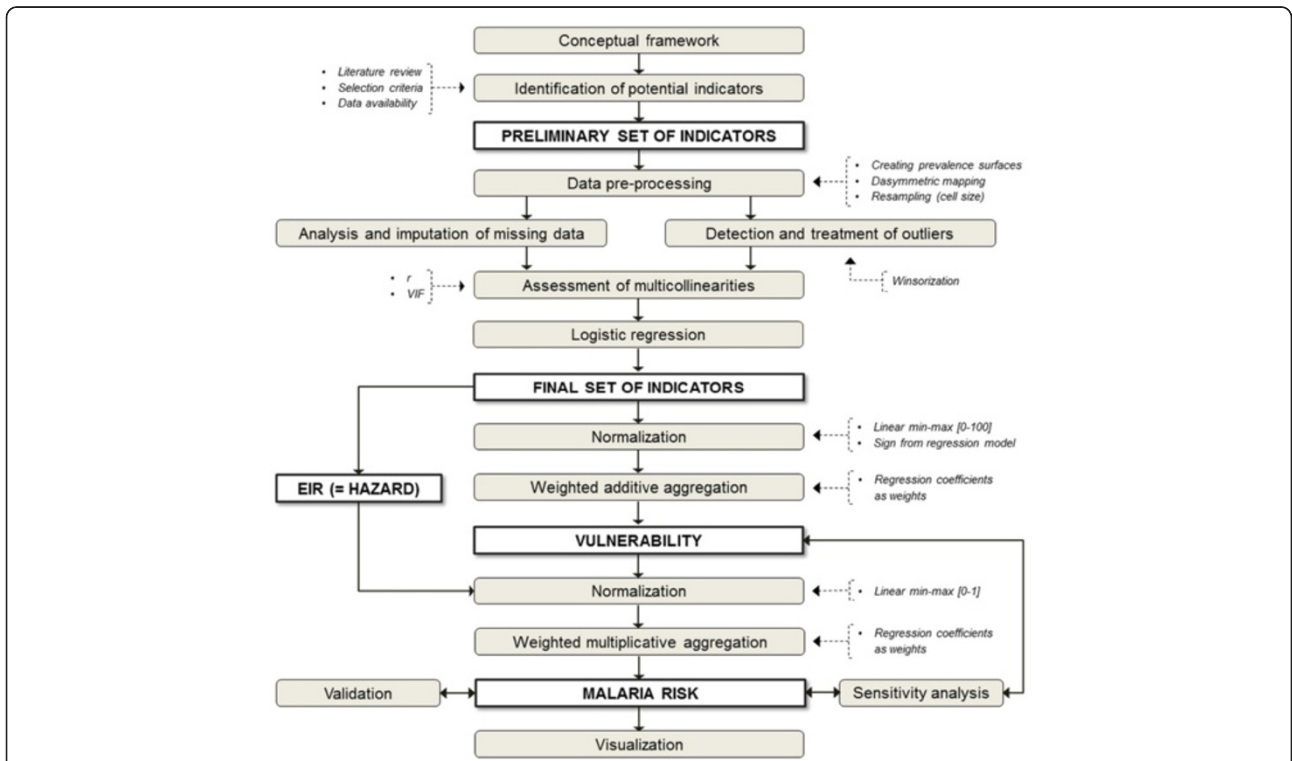 Conceptual framework
• Literature review
• Selection criteria
• Data availability
Identification of potential indicators
PRELIMINARY SET OF INDICATORS
Data pre-processing
• Creating prevalence surfaces
• Dasymmetric mapping
• Resampling (cell size)
Analysis and imputation of missing data
Detection and treatment of outliers
• r
• VIF
Assessment of multicollinearities
Winsorization
Logistic regression
FINAL SET OF INDICATORS
Normalization
• Linear min-max [0-100]
• Sign from regression model
EIR (= HAZARD)
Weighted additive aggregation
• Regression coefficients
as weights
VULNERABILITY
Normalization
• Linear min-max [0-1]
Weighted multiplicative aggregation
• Regression coefficients
as weights
Validation
MALARIA RISK
Sensitivity analysis
Visualization